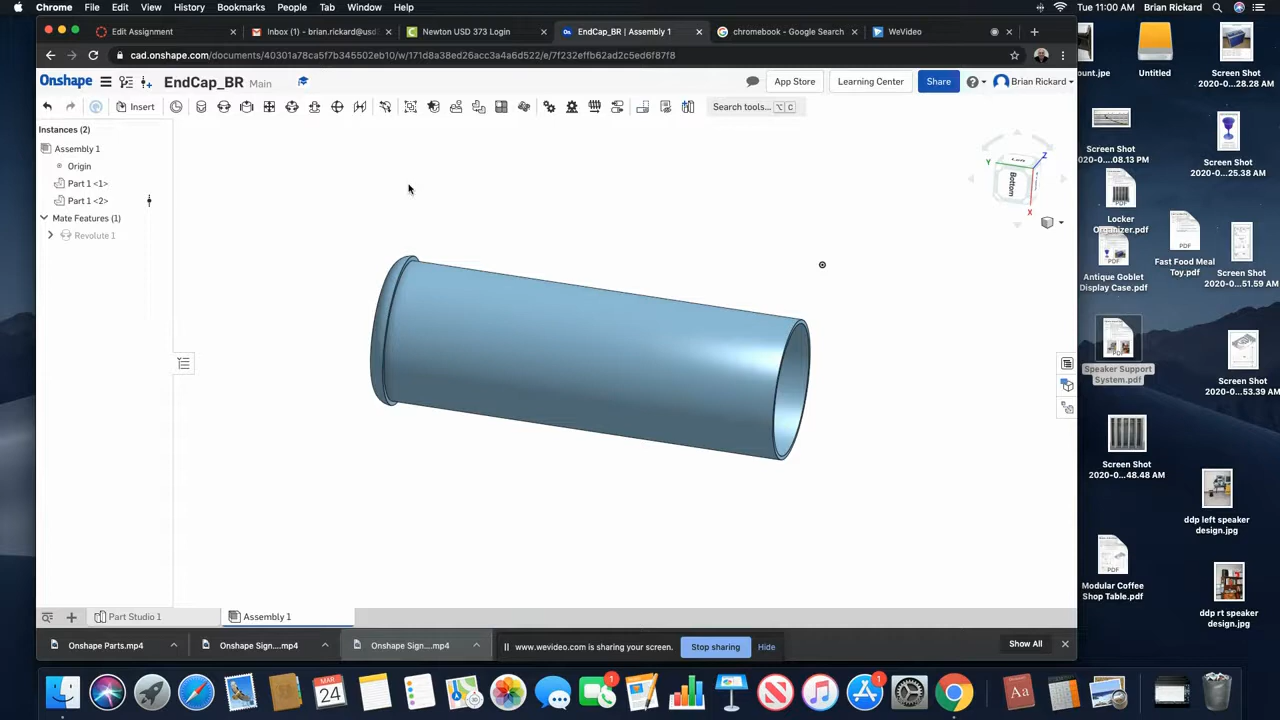 Chrome File Edit View History Bookmarks People Tab Window Help Tue 11:00 AM Brian Rickard
Edit Assignment
Inbox (1) - brian.rickard@usd
Newton USD 373 Login
EndCap_BR | Assembly 1
chromebook - Google Search
WeVideo
cad.onshape.com/documents/40301a78ca5f7b345502eb10/w/171d8a38ed26acc3a4a6d523/e/7f232effb62ad2c5ed6f87f8
Onshape
EndCap_BR Main
App Store
Learning Center
Share
Brian Rickard
Insert
Search tools... ⌥ C
Instances (2)
Assembly 1
Origin
Part 1 <1>
Part 1 <2>
Mate Features (1)
Revolute 1
Left
Bottom
Y
Z
X
Part Studio 1
Assembly 1
Onshape Parts.mp4
Onshape Sign....mp4
Onshape Sign....mp4
www.wevideo.com is sharing your screen.
Stop sharing
Hide
Show All
ount.jpe
Untitled
Screen Shot
2020-0...28.28 AM
Screen Shot
2020-0...08.13 PM
Screen Shot
2020-0....25.38 AM
Locker
Organizer.pdf
Antique Goblet
Display Case.pdf
Fast Food Meal
Toy.pdf
Screen Shot
2020-0...51.59 AM
Speaker Support
System.pdf
Screen Shot
2020-0...53.39 AM
Screen Shot
2020-0...48.48 AM
ddp left speaker
design.jpg
Modular Coffee
Shop Table.pdf
ddp rt speaker
design.jpg
MAR
24
1
1
Aa